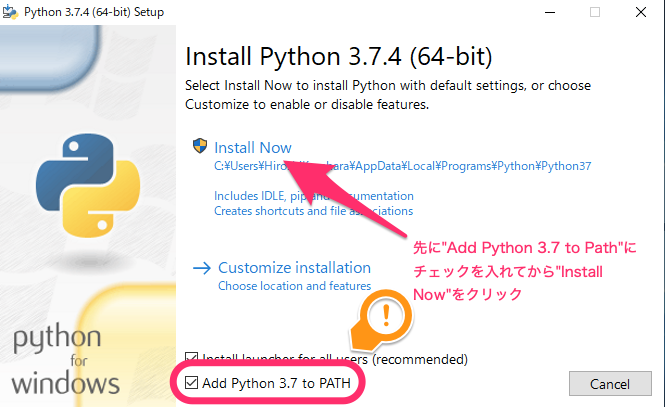 Python 3.7.4 (64-bit) Setup
Install Python 3.7.4 (64-bit)
Select Install Now to install Python with default settings, or choose
Customize to enable or disable features.
Install Now
C:¥Users¥Hiro ¥AppData¥Local¥Programs¥Python¥Python37
Includes IDLE, pip and documentation
Creates shortcuts and file associations
先に"Add Python 3.7 to Path"に
チェックを入れてから"Install
Now"をクリック
Customize installation
Choose location and features
!
Install launcher for all users (recommended)
Add Python 3.7 to PATH
Cancel
python
for
windows